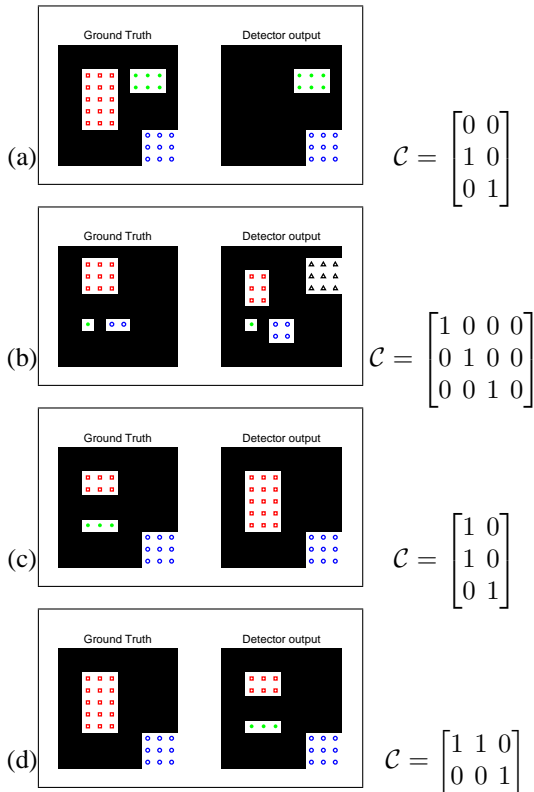 Ground Truth Detector output
(a) C = [0 0
1 0
0 1]
Ground Truth Detector output
(b) C = [1 0 0 0
0 1 0 0
0 0 1 0]
Ground Truth Detector output
(c) C = [1 0
1 0
0 1]
Ground Truth Detector output
(d) C = [1 1 0
0 0 1]